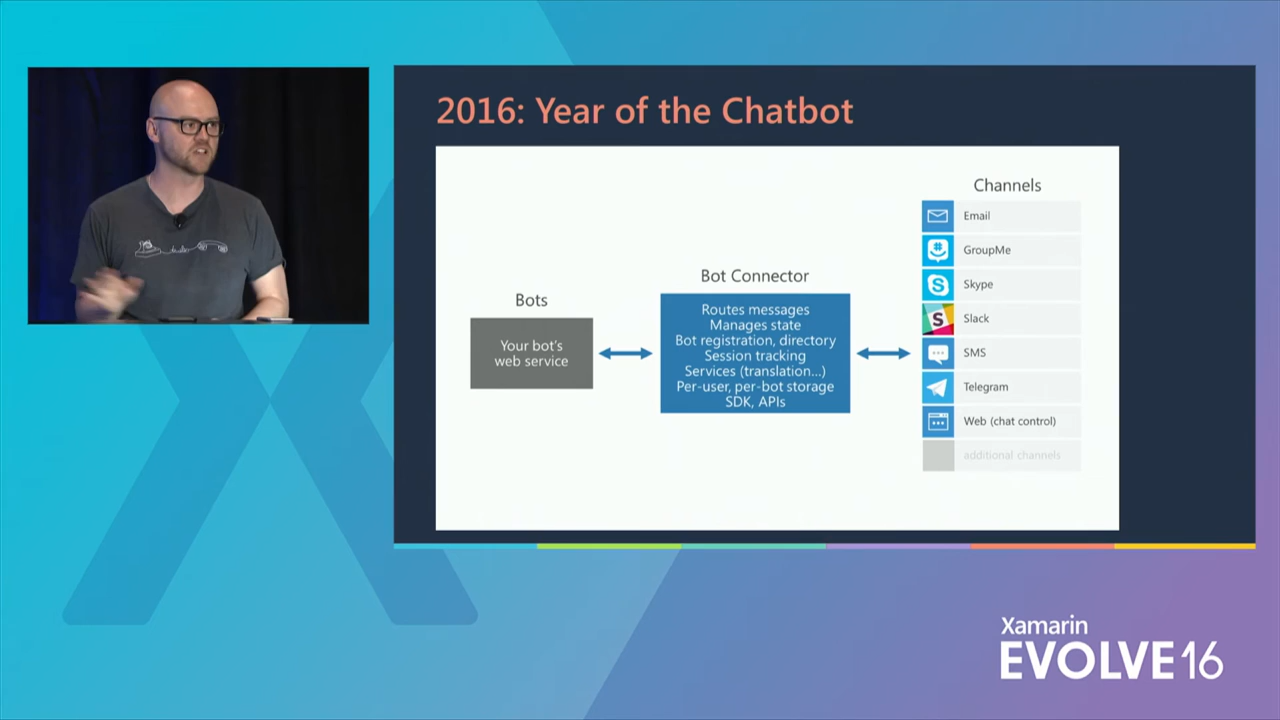 2016: Year of the Chatbot
Bots
Your bot's
web service
Bot Connector
Routes messages
Manages state
Bot registration, directory
Session tracking
Services (translation...)
Per-user, per-bot storage
SDK, APIs
Channels
Email
GroupMe
Skype
Slack
SMS
Telegram
Web (chat control)
additional channels
Xamarin
EVOLVE16